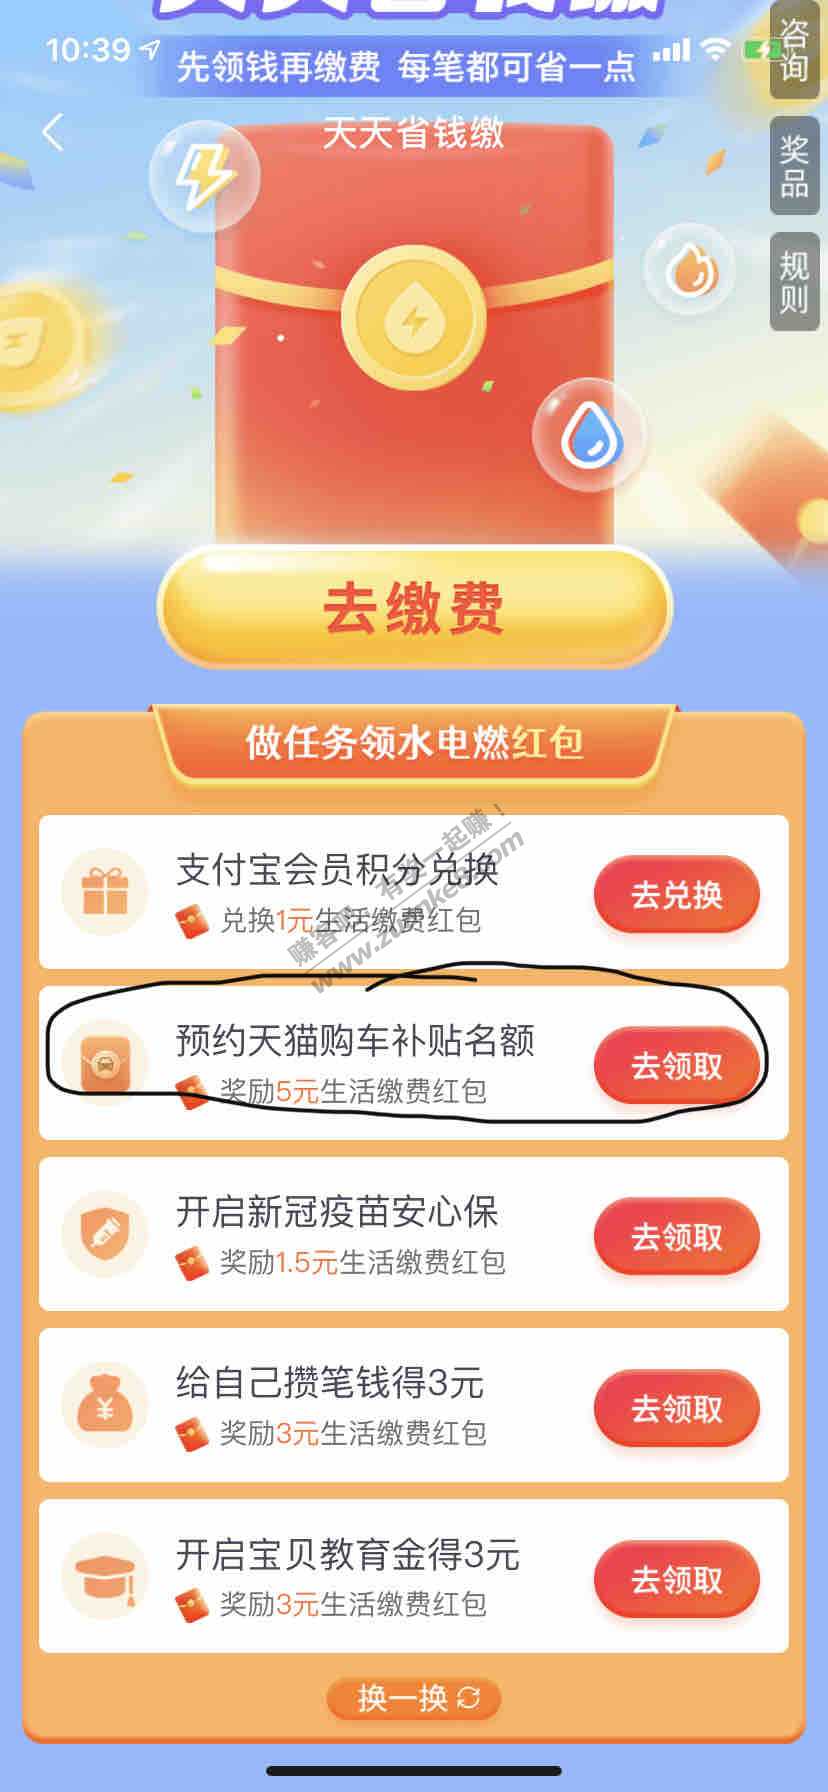 10:39
先领钱再缴费 每笔都可省一点
咨询
天天省钱缴
奖品
规则
去缴费
做任务领水电燃红包
支付宝会员积分兑换
兑换1元生活缴费红包
去兑换
赚客吧，有奖一起赚！
www.zuanke8.com
预约天猫购车补贴名额
奖励5元生活缴费红包
去领取
开启新冠疫苗安心保
奖励1.5元生活缴费红包
去领取
给自己攒笔钱得3元
奖励3元生活缴费红包
去领取
开启宝贝教育金得3元
奖励3元生活缴费红包
去领取
换一换